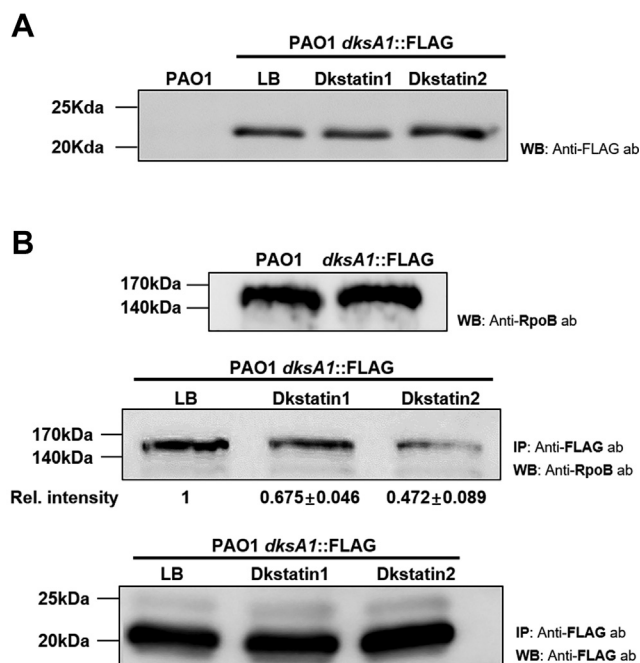 A
PAO1 dksA1::FLAG
PAO1 LB Dkstatin1 Dkstatin2
25Kda
20Kda
WB: Anti-FLAG ab
B
PAO1 dksA1::FLAG
170kDa
140kDa
WB: Anti-RpoB ab
PAO1 dksA1::FLAG
LB Dkstatin1 Dkstatin2
170kDa
140kDa
IP: Anti-FLAG ab
WB: Anti-RpoB ab
Rel. intensity 1 0.675±0.046 0.472±0.089
PAO1 dksA1::FLAG
LB Dkstatin1 Dkstatin2
25kDa
20kDa
IP: Anti-FLAG ab
WB: Anti-FLAG ab